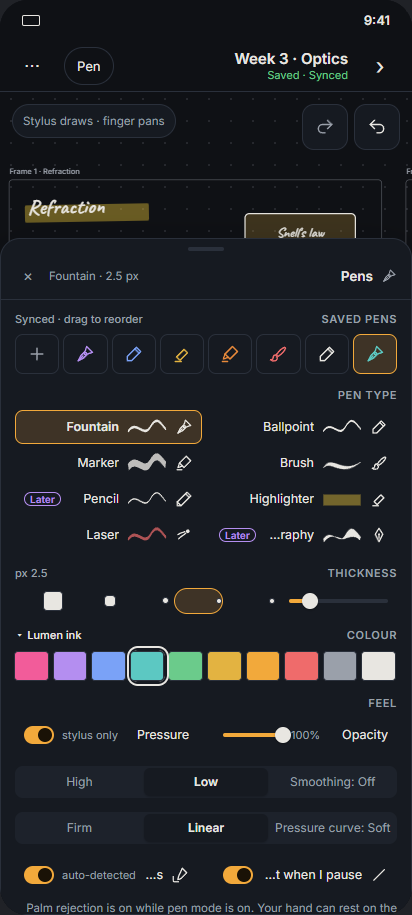 9:41
Pen
Week 3 · Optics
Saved · Synced
Stylus draws · finger pans
Frame 1 · Refraction
Refraction
Snell's law
Fountain · 2.5 px
Pens
Synced · drag to reorder
SAVED PENS
PEN TYPE
Fountain
Ballpoint
Marker
Brush
Later
Pencil
Highlighter
Laser
Later
...raphy
px 2.5
THICKNESS
Lumen ink
COLOUR
FEEL
stylus only
Pressure
100%
Opacity
High
Low
Smoothing: Off
Firm
Linear
Pressure curve: Soft
auto-detected
...s
...t when I pause
Palm rejection is on while pen mode is on. Your hand can rest on the